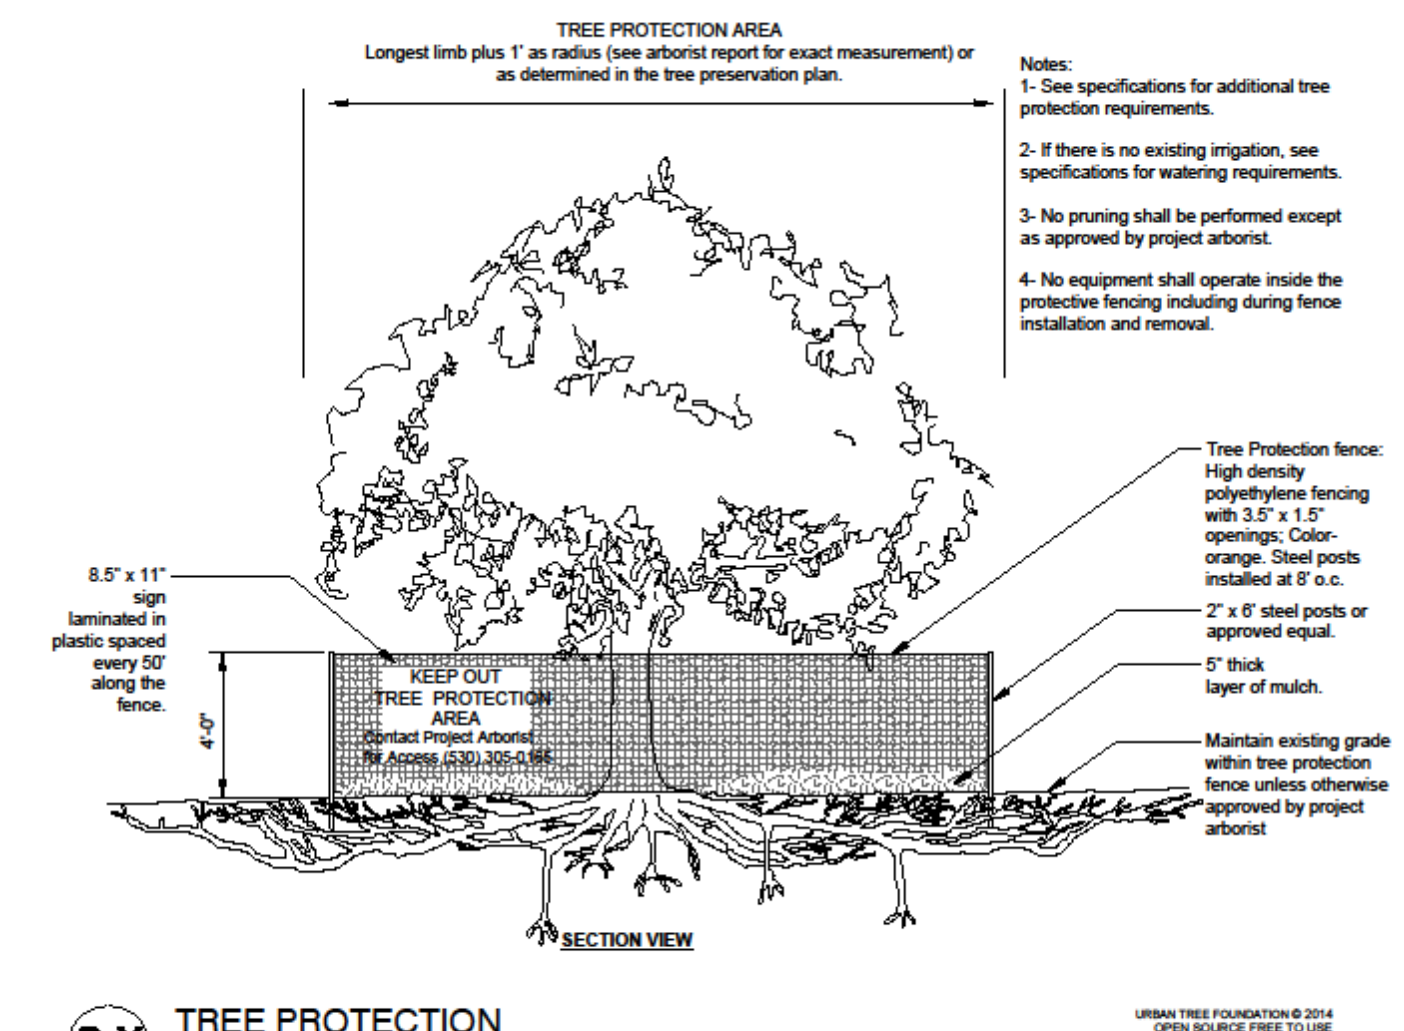 TREE PROTECTION AREA
Longest limb plus 1' as radius (see arborist report for exact measurement) or
as determined in the tree preservation plan.
Notes:
1- See specifications for additional tree
protection requirements.
2- If there is no existing irrigation, see
specifications for watering requirements.
3- No pruning shall be performed except
as approved by project arborist.
4- No equipment shall operate inside the
protective fencing including during fence
installation and removal.
Tree Protection fence:
High density
polyethylene fencing
with 3.5" x 1.5"
openings; Color-
orange. Steel posts
installed at 8' o.c.
2" x 6' steel posts or
approved equal.
5" thick
layer of mulch.
Maintain existing grade
within tree protection
fence unless otherwise
approved by project
arborist
8.5" x 11"
sign
laminated in
plastic spaced
every 50'
along the
fence.
4'-0"
KEEP OUT
TREE PROTECTION
AREA
Contact Project Arborist
for Access (530) 305-0165
SECTION VIEW
TREE PROTECTION
URBAN TREE FOUNDATION © 2014
OPEN SOURCE FREE TO USE